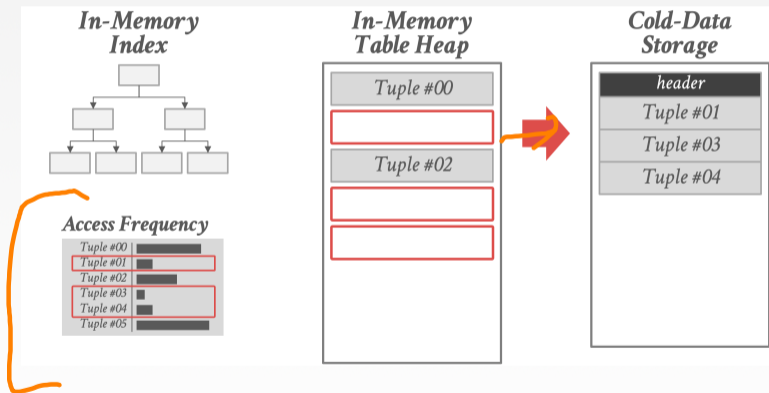 In-Memory
Index
In-Memory
Table Heap
Cold-Data
Storage
Tuple #00
Tuple #02
header
Tuple #01
Tuple #03
Tuple #04
Access Frequency
Tuple #00
Tuple #01
Tuple #02
Tuple #03
Tuple #04
Tuple #05